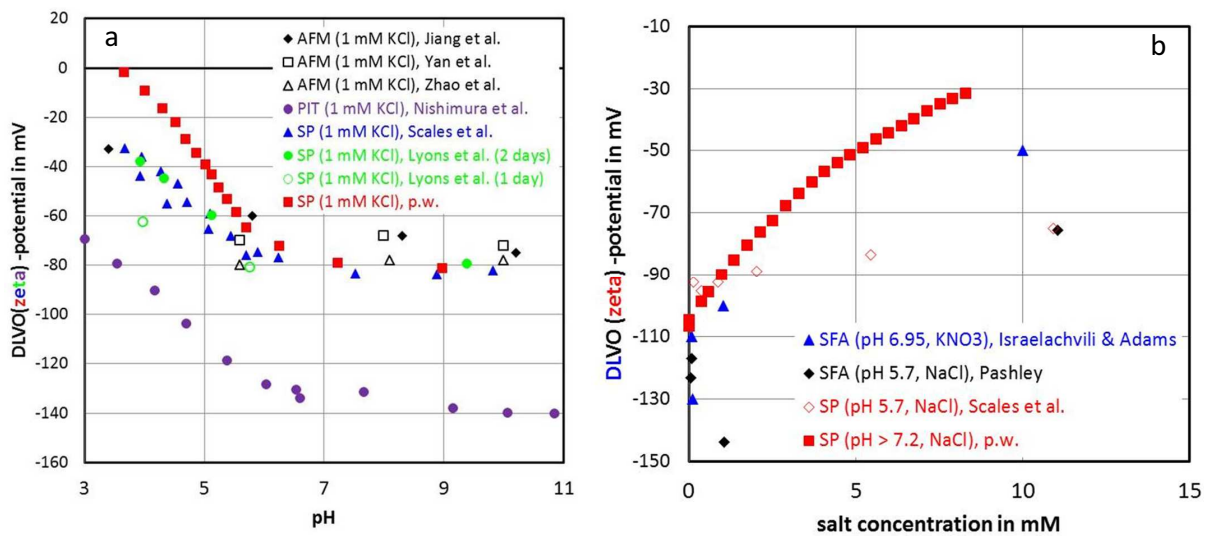 a
20
0
-20
-40
-60
-80
-100
-120
-140
-160
3
5
7
9
11
pH
DLVO(zeta) -potential in mV
AFM (1 mM KCl), Jiang et al.
AFM (1 mM KCl), Yan et al.
AFM (1 mM KCl), Zhao et al.
PIT (1 mM KCl), Nishimura et al.
SP (1 mM KCl), Scales et al.
SP (1 mM KCl), Lyons et al. (2 days)
SP (1 mM KCl), Lyons et al. (1 day)
SP (1 mM KCl), p.w.
b
-10
-30
-50
-70
-90
-110
-130
-150
0
5
10
15
salt concentration in mM
DLVO (zeta) -potential in mV
SFA (pH 6.95, KNO3), Israelachvili & Adams
SFA (pH 5.7, NaCl), Pashley
SP (pH 5.7, NaCl), Scales et al.
SP (pH > 7.2, NaCl), p.w.